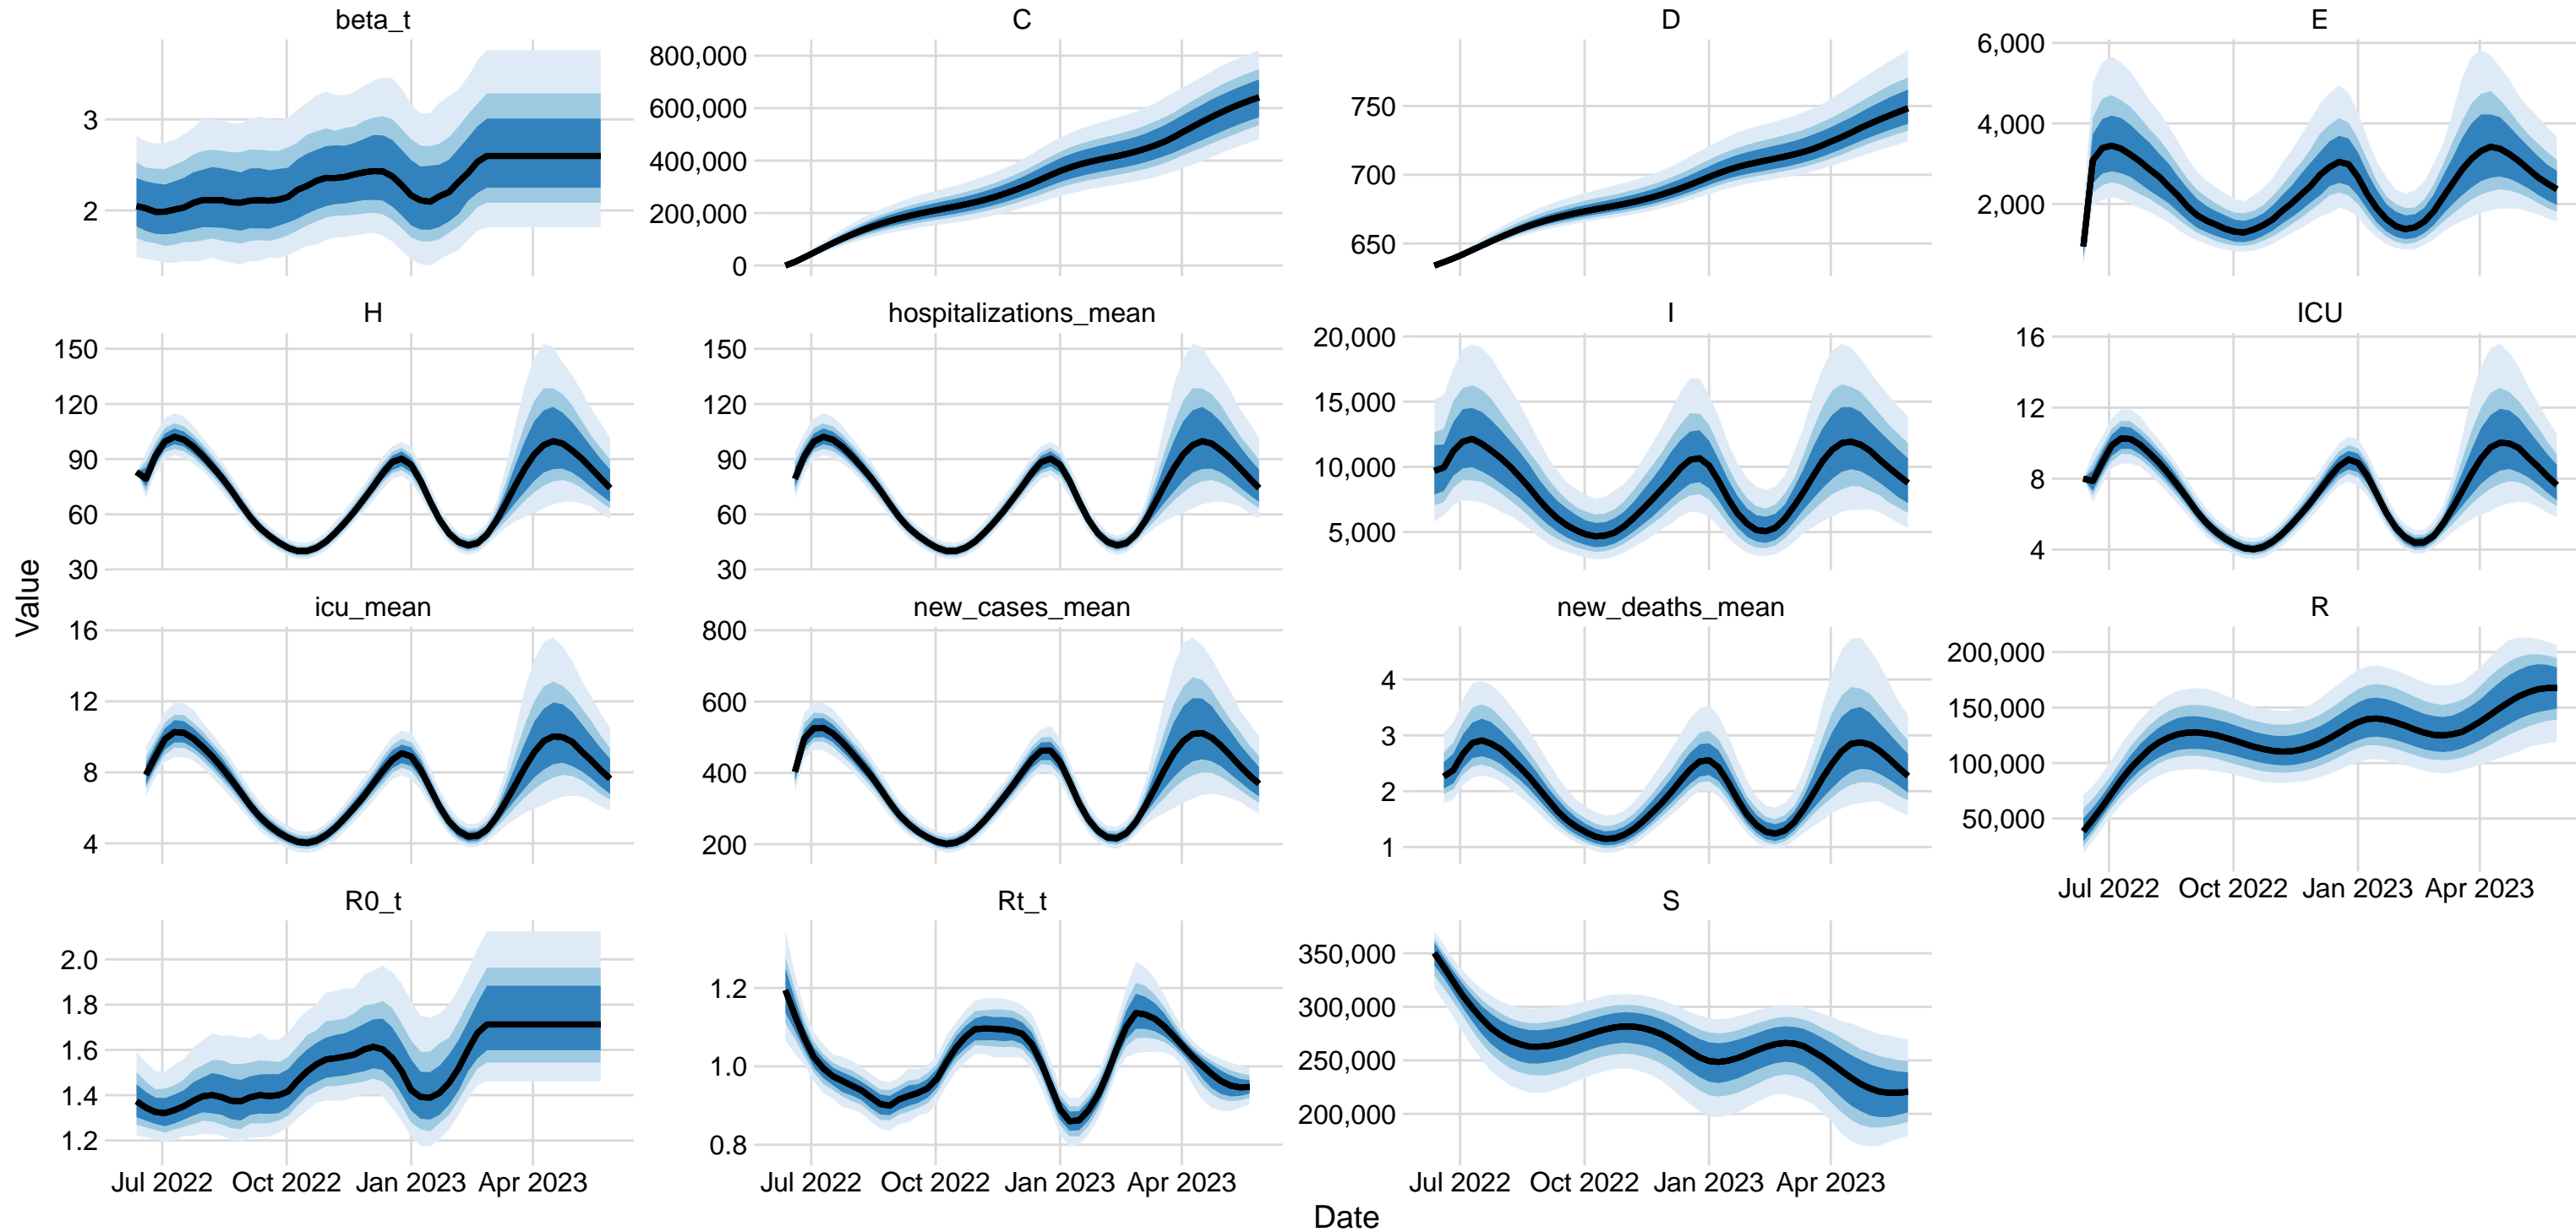 beta_t
C
D
E
3
2
800,000
600,000
400,000
200,000
0
750
700
650
6,000
4,000
2,000
H
hospitalizations_mean
I
ICU
150
120
90
60
30
150
120
90
60
30
20,000
15,000
10,000
5,000
16
12
8
4
Value
icu_mean
new_cases_mean
new_deaths_mean
R
16
12
8
4
800
600
400
200
4
3
2
1
200,000
150,000
100,000
50,000
Jul 2022 Oct 2022 Jan 2023 Apr 2023
R0_t
Rt_t
S
2.0
1.8
1.6
1.4
1.2
1.2
1.0
0.8
350,000
300,000
250,000
200,000
Jul 2022 Oct 2022 Jan 2023 Apr 2023
Jul 2022 Oct 2022 Jan 2023 Apr 2023
Jul 2022 Oct 2022 Jan 2023 Apr 2023
Date